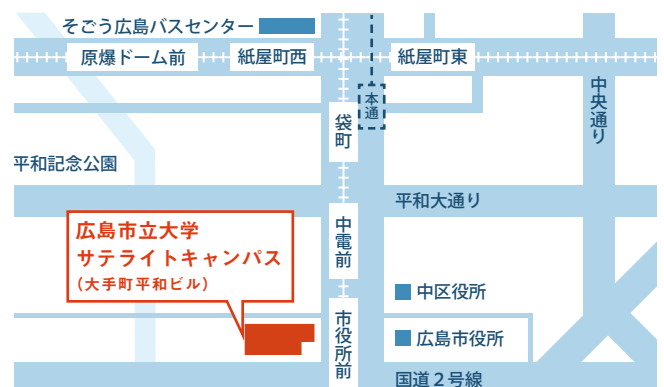 そごう広島バスセンター
原爆ドーム前
紙屋町西
紙屋町東
本通
袋町
中央通り
平和記念公園
平和大通り
広島市立大学
サテライトキャンパス
(大手町平和ビル)
中電前
中区役所
市役所前
広島市役所
国道2号線